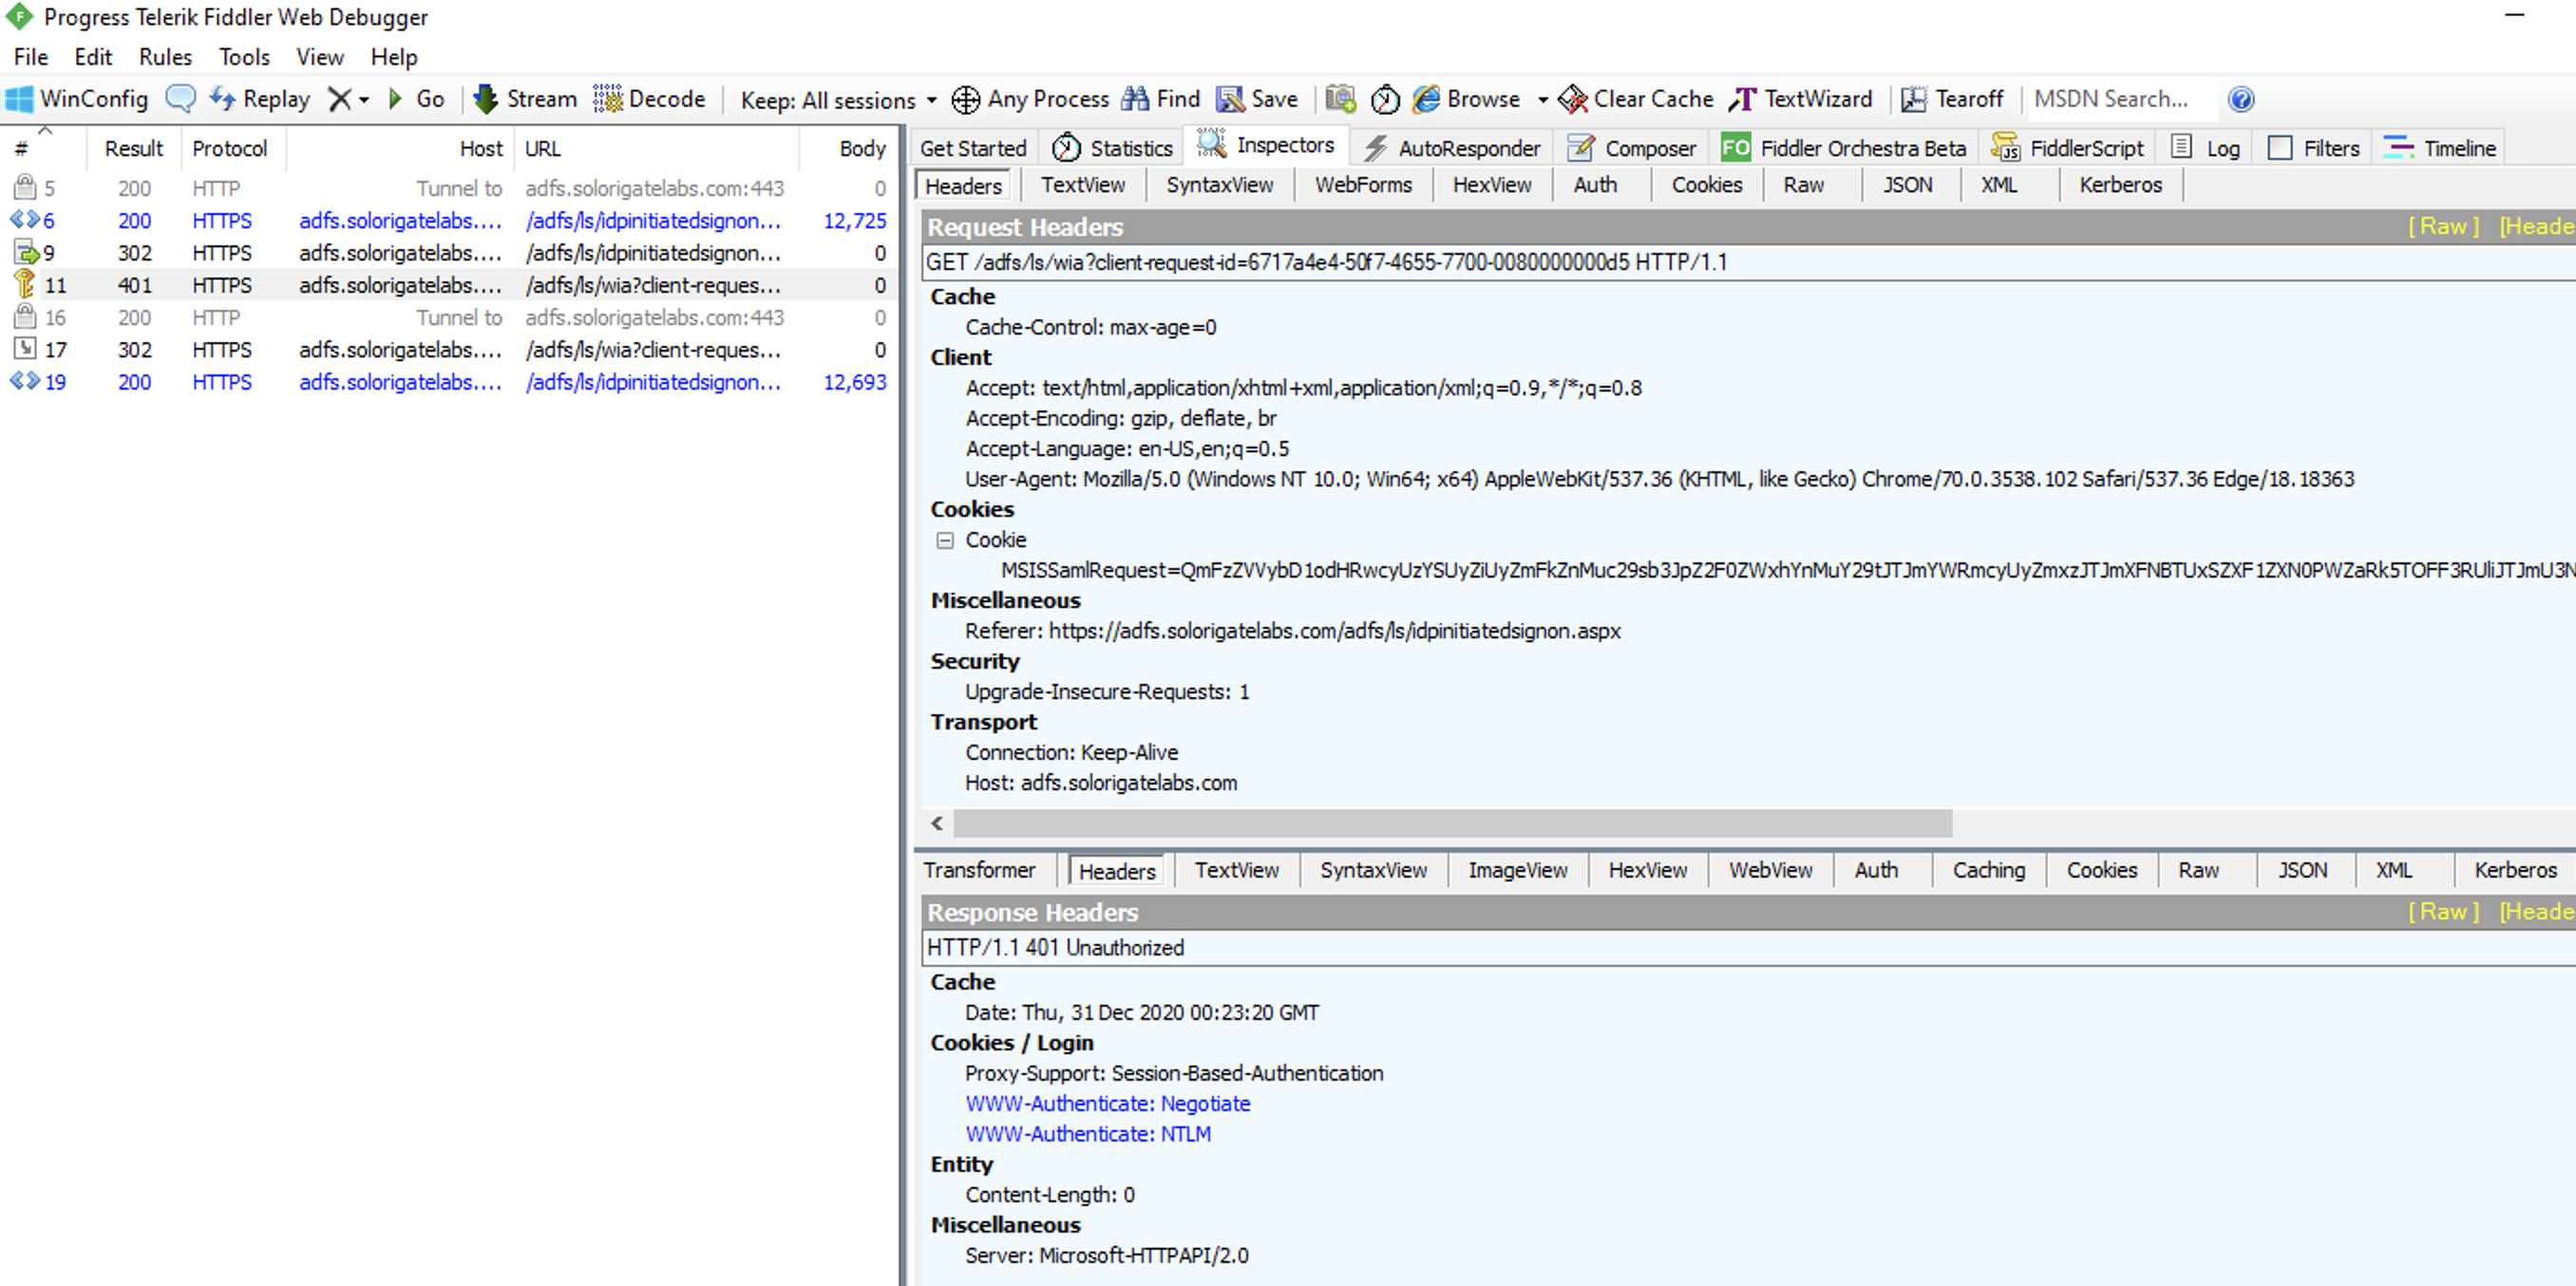 Progress Telerik Fiddler Web Debugger
File Edit Rules Tools View Help
WinConfig Replay Go Stream Decode Keep: All sessions Any Process Find Save Browse Clear Cache TextWizard Tearoff MSDN Search...
# Result Protocol Host URL Body
5 200 HTTP Tunnel to adfs.solorigatelabs.com:443 0
6 200 HTTPS adfs.solorigatelabs.... /adfs/ls/idpinitiatedsignon... 12,725
9 302 HTTPS adfs.solorigatelabs.... /adfs/ls/idpinitiatedsignon... 0
11 401 HTTPS adfs.solorigatelabs.... /adfs/ls/wia?client-reques... 0
16 200 HTTP Tunnel to adfs.solorigatelabs.com:443 0
17 302 HTTPS adfs.solorigatelabs.... /adfs/ls/wia?client-reques... 0
19 200 HTTPS adfs.solorigatelabs.... /adfs/ls/idpinitiatedsignon... 12,693
Get Started Statistics Inspectors AutoResponder Composer FO Fiddler Orchestra Beta FiddlerScript Log Filters Timeline
Headers TextView SyntaxView WebForms HexView Auth Cookies Raw JSON XML Kerberos
Request Headers [ Raw ] [Heade
GET /adfs/ls/wia?client-request-id=6717a4e4-50f7-4655-7700-0080000000d5 HTTP/1.1
Cache
Cache-Control: max-age=0
Client
Accept: text/html,application/xhtml+xml,application/xml;q=0.9,*/*;q=0.8
Accept-Encoding: gzip, deflate, br
Accept-Language: en-US,en;q=0.5
User-Agent: Mozilla/5.0 (Windows NT 10.0; Win64; x64) AppleWebKit/537.36 (KHTML, like Gecko) Chrome/70.0.3538.102 Safari/537.36 Edge/18.18363
Cookies
Cookie
MSISSamlRequest=QmFzZVVybD1odHRwcyUzYSUyZiUyZmFkZnMuc29sb3JpZ2F0ZWxhYnMuY29tJTJmYWRmcyUyZmxzJTJmXFNBTUxSZXF1ZXN0PWZaRk5TOFF3RUliJTJmU3N
Miscellaneous
Referer: https://adfs.solorigatelabs.com/adfs/ls/idpinitiatedsignon.aspx
Security
Upgrade-Insecure-Requests: 1
Transport
Connection: Keep-Alive
Host: adfs.solorigatelabs.com
Transformer Headers TextView SyntaxView ImageView HexView WebView Auth Caching Cookies Raw JSON XML Kerberos
Response Headers [ Raw ] [Heade
HTTP/1.1 401 Unauthorized
Cache
Date: Thu, 31 Dec 2020 00:23:20 GMT
Cookies / Login
Proxy-Support: Session-Based-Authentication
WWW-Authenticate: Negotiate
WWW-Authenticate: NTLM
Entity
Content-Length: 0
Miscellaneous
Server: Microsoft-HTTPAPI/2.0